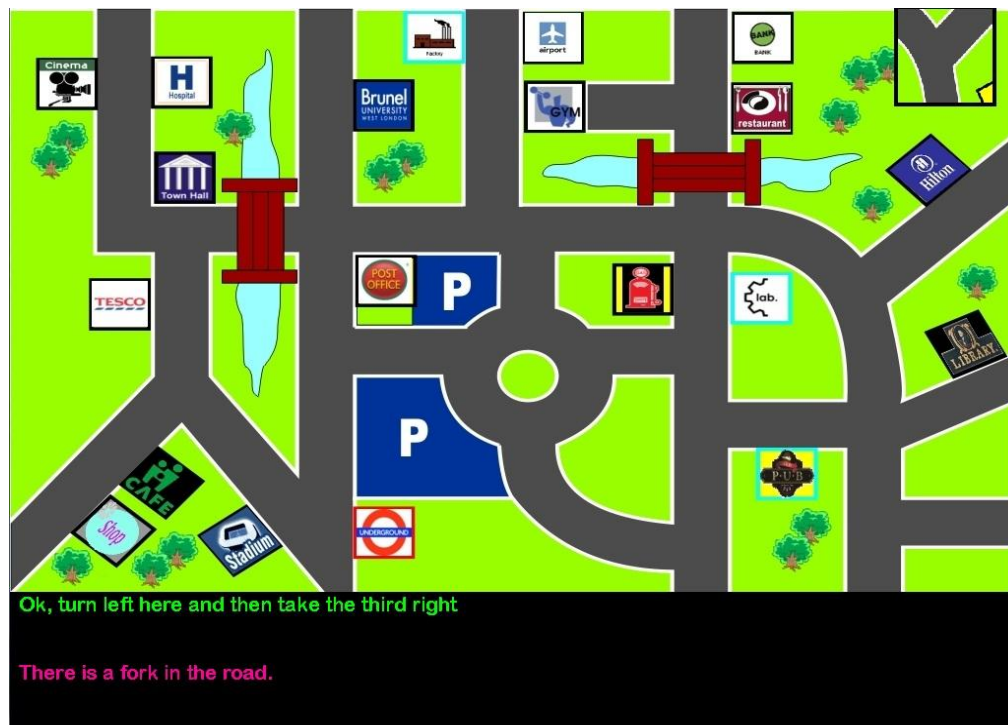 Factory
airport
BANK
BANK
Cinema
H
Hospital
Brunel
UNIVERSITY
WEST LONDON
GYM
restaurant
Town Hall
Hilton
TESCO
POST
OFFICE
P
lab.
LIBRARY
P
CAFE
PUB
Shop
Stadium
UNDERGROUND
Ok, turn left here and then take the third right
There is a fork in the road.